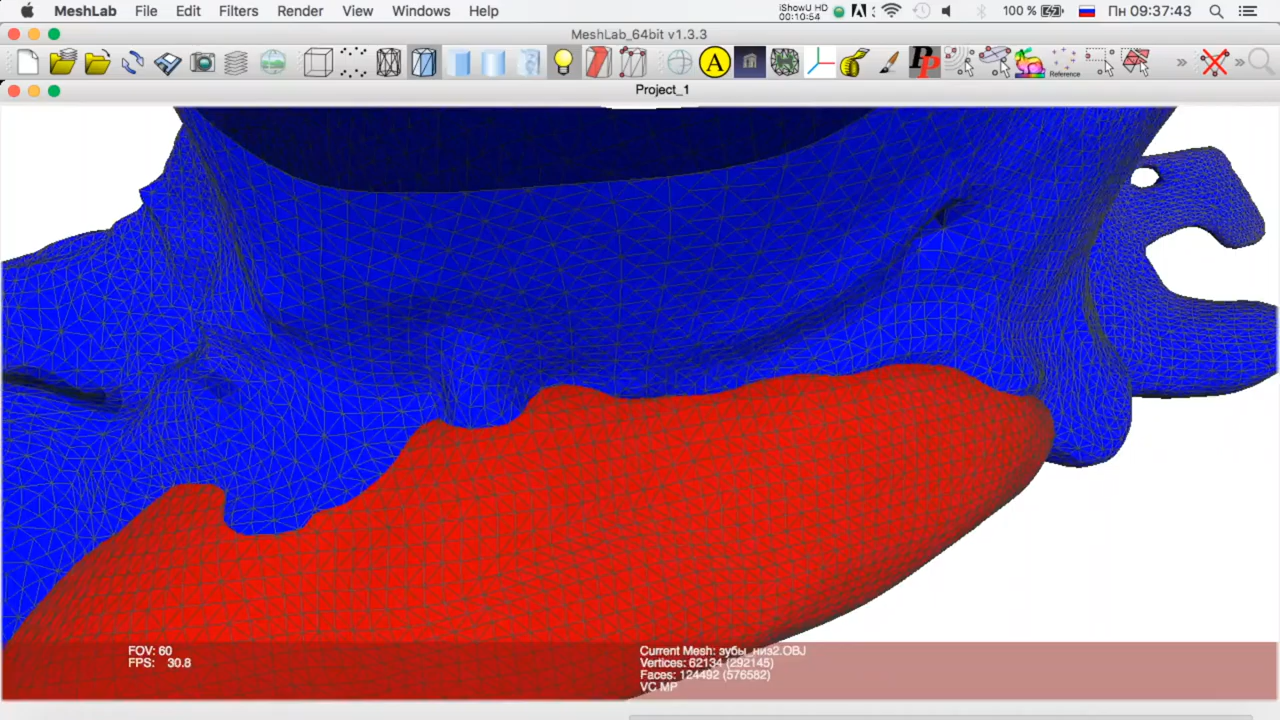 MeshLab File Edit Filters Render View Windows Help
iShowU HD
00:10:54
100 %
Пн 09:37:43
MeshLab_64bit v1.3.3
A
PP
Reference
Project_1
FOV: 60
FPS: 30.8
Current Mesh: зубы_низ2.OBJ
Vertices: 62134 (292145)
Faces: 124492 (576582)
VC MP